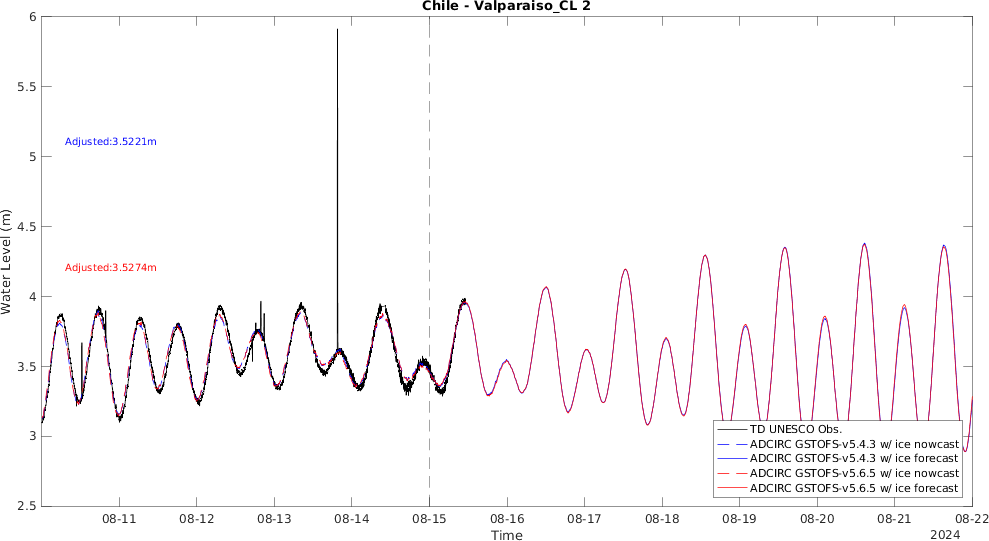 Chile - Valparaiso_CL 2
6
5.5
5
4.5
4
3.5
3
2.5
Water Level (m)
Adjusted:3.5221m
Adjusted:3.5274m
TD UNESCO Obs.
ADCIRC GSTOFS-v5.4.3 w/ ice nowcast
ADCIRC GSTOFS-v5.4.3 w/ ice forecast
ADCIRC GSTOFS-v5.6.5 w/ ice nowcast
ADCIRC GSTOFS-v5.6.5 w/ ice forecast
08-11 08-12 08-13 08-14 08-15 08-16 08-17 08-18 08-19 08-20 08-21 08-22
Time
2024